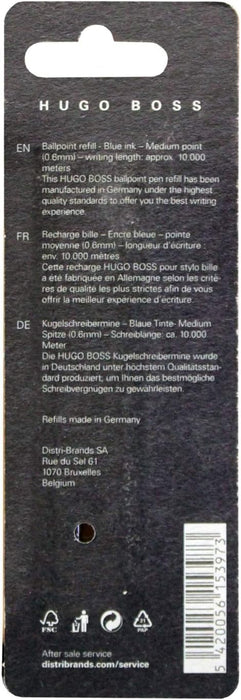 HUGO BOSS
EN Ballpoint refill - Blue ink – Medium point
(0.6mm) – writing length: approx. 10.000
meters
This HUGO BOSS ballpoint pen refill has been
manufactured in Germany under the highest
quality standards to offer you the best writing
experience.
FR Recharge bille – Encre bleue – pointe
moyenne (0.6mm) – longueur d'écriture :
env. 10.000 mètres
Cette recharge HUGO BOSS pour stylo bille a
été fabriquée en Allemagne selon les critè-
res de qualité les plus strictes afin de vous
offrir la meilleur expérience d'écriture.
DE Kugelschreibermine – Blaue Tinte- Medium
Spitze (0.6mm) – Schreiblänge: ca. 10.000
Meter
Die HUGO BOSS Kugelschreibermine wurde
in Deutschland unter höchstem Qualitätsstan-
dard produziert, um Ihnen das bestmögliche
Schreibvergnügen zu gewährleisten.
Refills made in Germany
Distri-Brands SA
Rue du Sel 61
1070 Bruxelles
Belgium
5420056153973
FSC
21
PAP
After sale service
distribrands.com/service